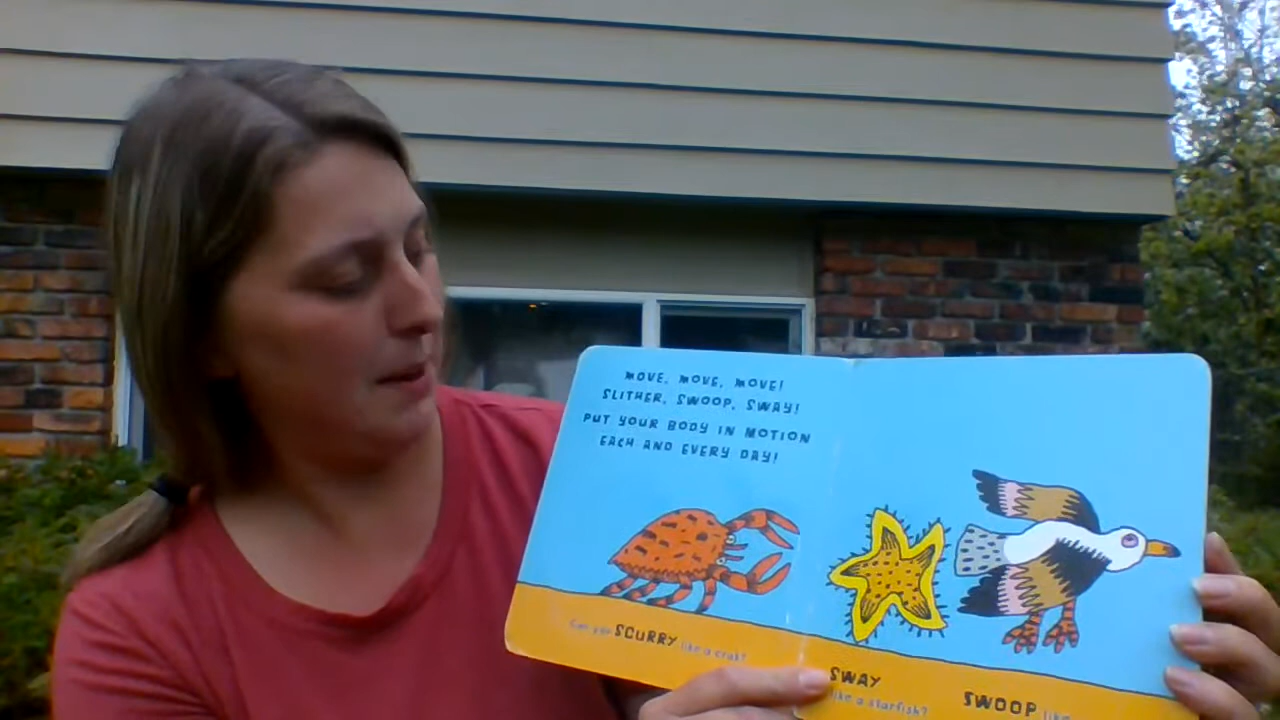 MOVE, MOVE, MOVE!
SLITHER, SWOOP, SWAY!
PUT YOUR BODY IN MOTION
EACH AND EVERY DAY!
Can you SCURRY like a crab?
SWAY
like a starfish?
SWOOP like